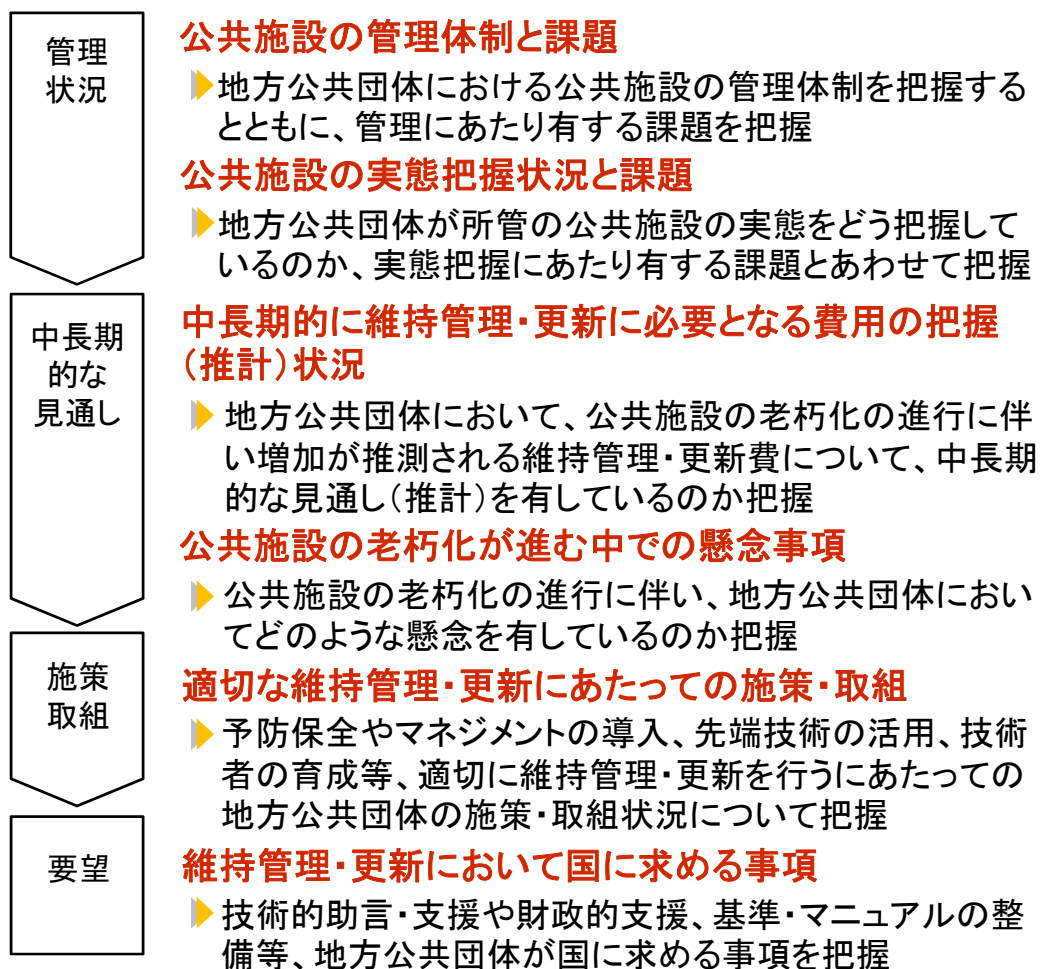 管理
状況
公共施設の管理体制と課題
地方公共団体における公共施設の管理体制を把握する
とともに、管理にあたり有する課題を把握
公共施設の実態把握状況と課題
地方公共団体が所管の公共施設の実態をどう把握して
いるのか、実態把握にあたり有する課題とあわせて把握
中長期
的な
見通し
中長期的に維持管理・更新に必要となる費用の把握
（推計）状況
地方公共団体において、公共施設の老朽化の進行に伴
い増加が推測される維持管理・更新費について、中長期
的な見通し（推計）を有しているのか把握
公共施設の老朽化が進む中での懸念事項
公共施設の老朽化の進行に伴い、地方公共団体におい
てどのような懸念を有しているのか把握
施策
取組
適切な維持管理・更新にあたっての施策・取組
予防保全やマネジメントの導入、先端技術の活用、技術
者の育成等、適切に維持管理・更新を行うにあたっての
地方公共団体の施策・取組状況について把握
要望
維持管理・更新において国に求める事項
技術的助言・支援や財政的支援、基準・マニュアルの整
備等、地方公共団体が国に求める事項を把握